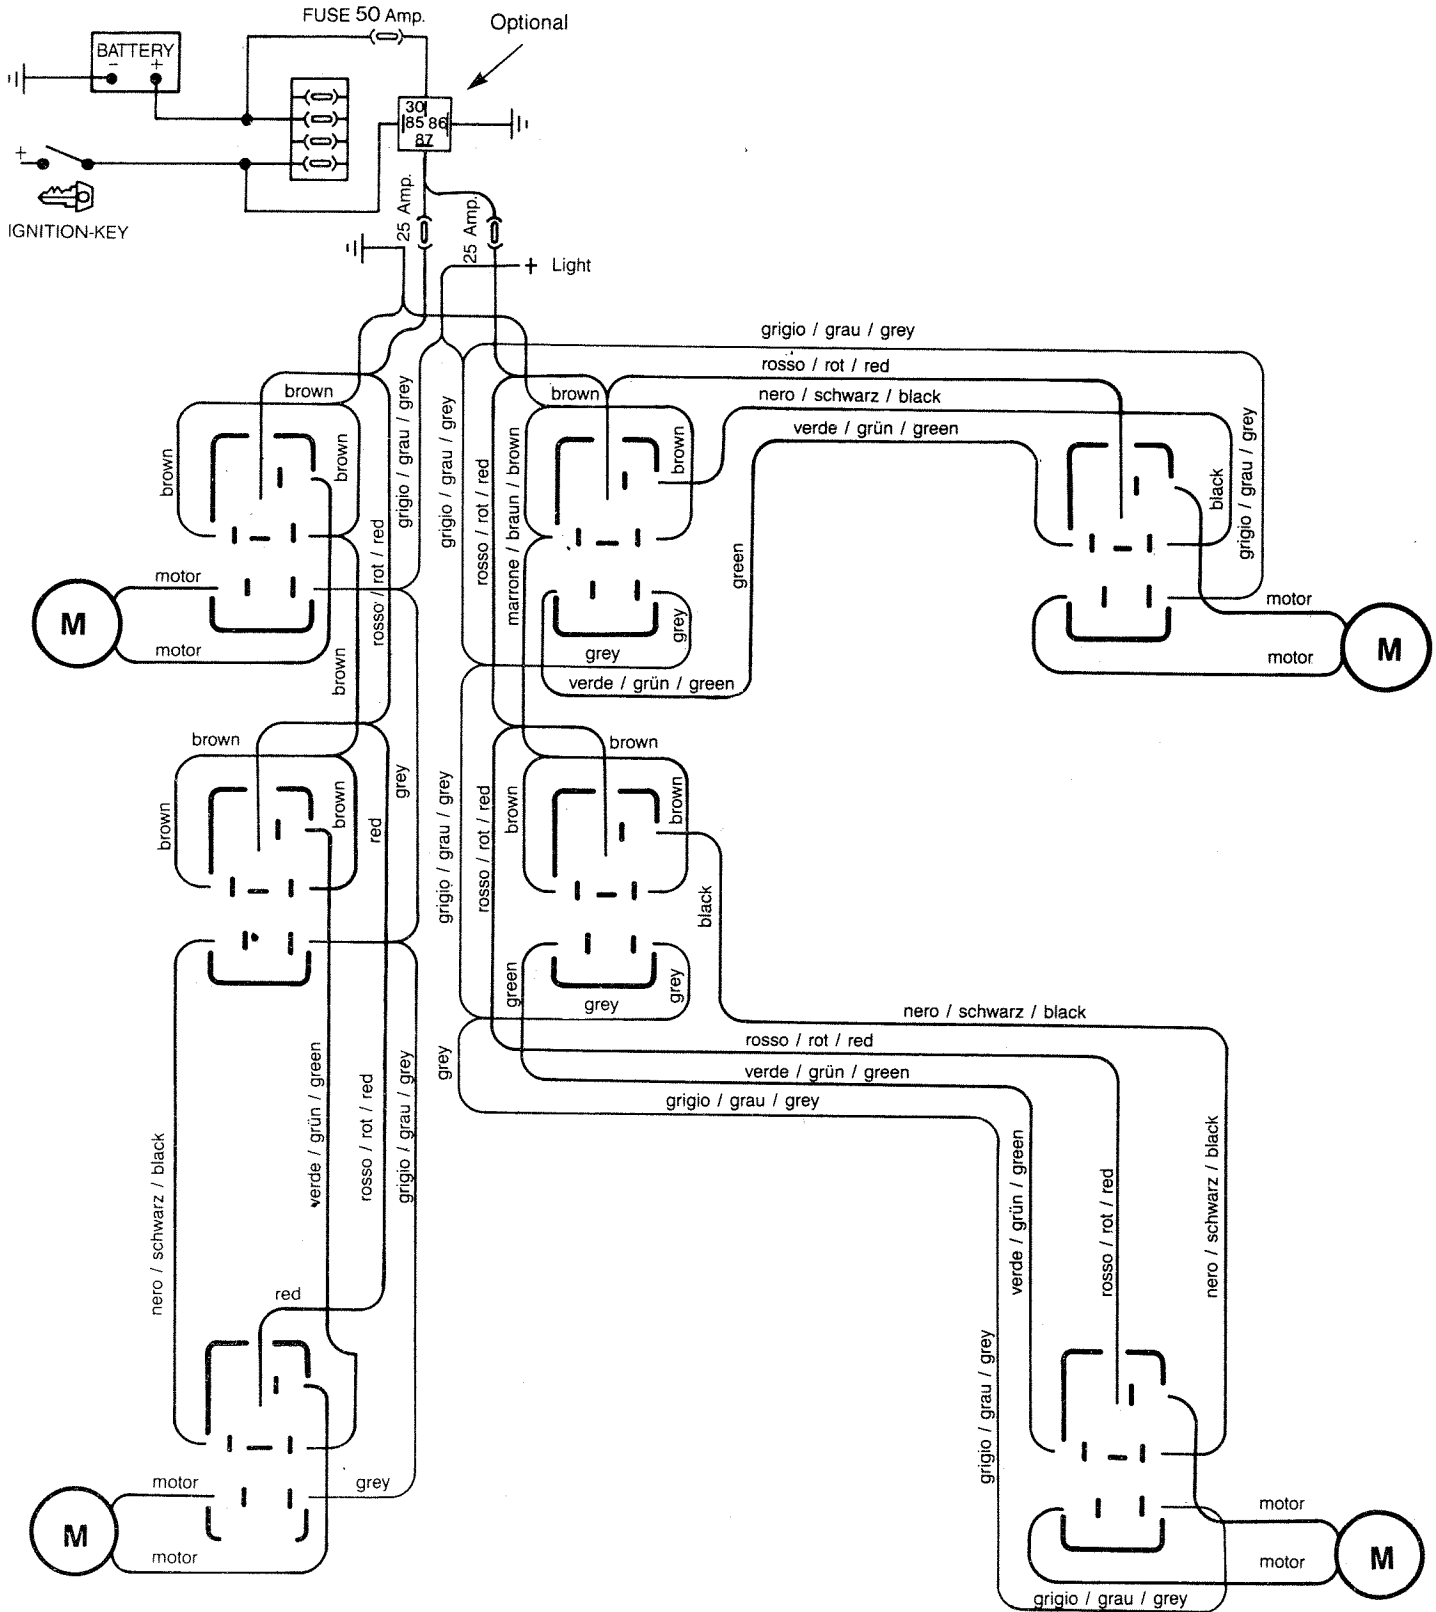 FUSE 50 Amp.
Optional
BATTERY
- +
30
85 86
87
+
IGNITION-KEY
25 Amp.
25 Amp.
+ Light
grigio / grau / grey
rosso / rot / red
nero / schwarz / black
verde / grün / green
brown
brown
brown
brown
grigio / grau / grey
grigio / grau / grey
rosso / rot / red
rosso / rot / red
marrone / braun / brown
brown
brown
green
black
grigio / grau / grey
motor
M
motor
grey
grey
verde / grün / green
motor
M
motor
brown
brown
brown
red
grey
grigio / grau / grey
rosso / rot / red
brown
brown
brown
black
green
grey
grey
grey
nero / schwarz / black
rosso / rot / red
verde / grün / green
grigio / grau / grey
nero / schwarz / black
verde / grün / green
rosso / rot / red
grigio / grau / grey
verde / grün / green
rosso / rot / red
nero / schwarz / black
grigio / grau / grey
red
motor
grey
M
motor
motor
M
motor
grigio / grau / grey